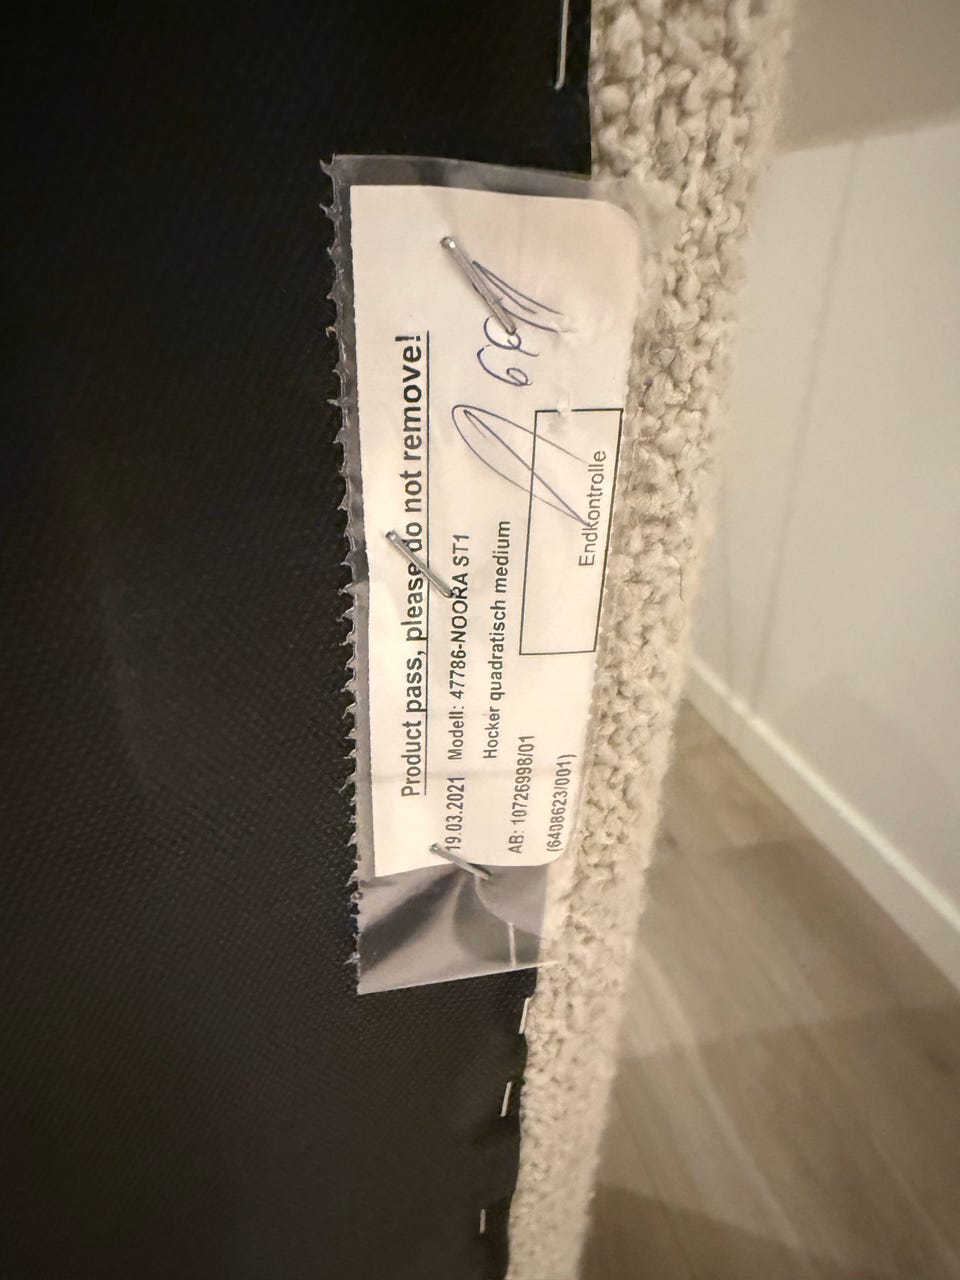 Product pass, please do not remove!
19.03.2021 Modell: 47786-NOORA ST1
Hocker quadratisch medium
AB: 10726998/01
(6408623/001)
Endkontrolle